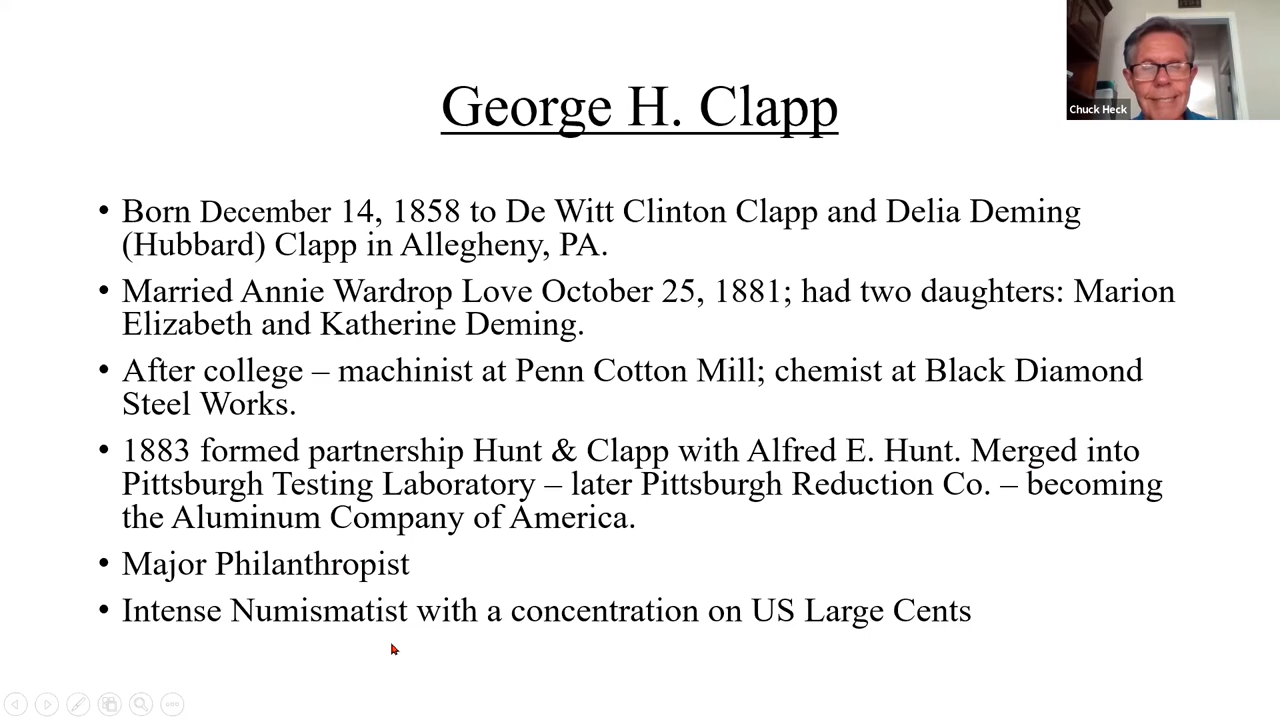 George H. Clapp
Chuck Heck
• Born December 14, 1858 to De Witt Clinton Clapp and Delia Deming
(Hubbard) Clapp in Allegheny, PA.
• Married Annie Wardrop Love October 25, 1881; had two daughters: Marion
Elizabeth and Katherine Deming.
• After college – machinist at Penn Cotton Mill; chemist at Black Diamond
Steel Works.
• 1883 formed partnership Hunt & Clapp with Alfred E. Hunt. Merged into
Pittsburgh Testing Laboratory – later Pittsburgh Reduction Co. – becoming
the Aluminum Company of America.
• Major Philanthropist
• Intense Numismatist with a concentration on US Large Cents